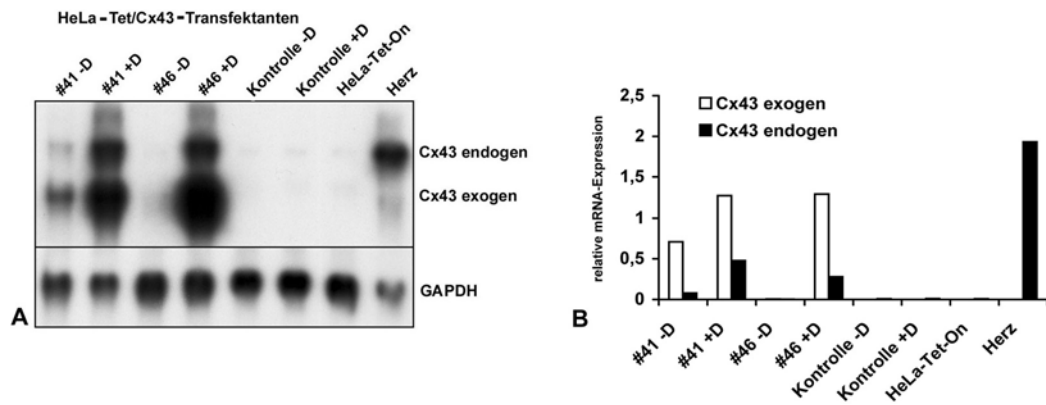 HeLa-Tet/Cx43-Transfektanten
#41 -D
#41 +D
#46 -D
#46 +D
Kontrolle -D
Kontrolle +D
HeLa-Tet-On
Herz
Cx43 endogen
Cx43 exogen
GAPDH
A
relative mRNA-Expression
2,5
2
1,5
1
0,5
0
Cx43 exogen
Cx43 endogen
#41 -D
#41 +D
#46 -D
#46 +D
Kontrolle -D
Kontrolle +D
HeLa-Tet-On
Herz
B